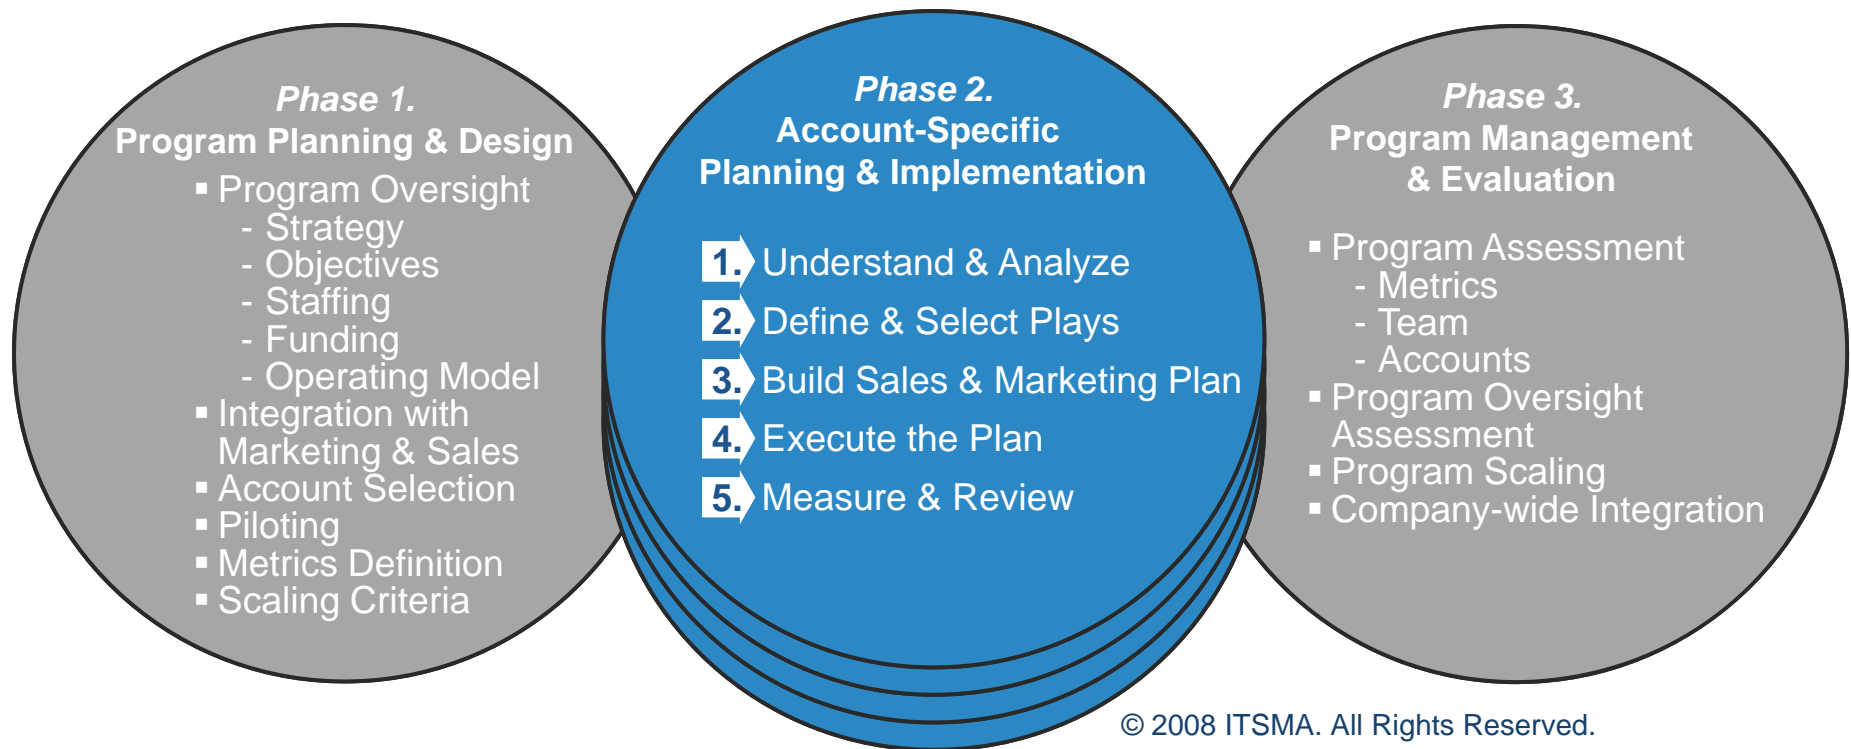 Phase 1.
Program Planning & Design
▪ Program Oversight
- Strategy
- Objectives
- Staffing
- Funding
- Operating Model
▪ Integration with
Marketing & Sales
▪ Account Selection
▪ Piloting
▪ Metrics Definition
▪ Scaling Criteria
Phase 2.
Account-Specific
Planning & Implementation
1. Understand & Analyze
2. Define & Select Plays
3. Build Sales & Marketing Plan
4. Execute the Plan
5. Measure & Review
Phase 3.
Program Management
& Evaluation
▪ Program Assessment
- Metrics
- Team
- Accounts
▪ Program Oversight
Assessment
▪ Program Scaling
▪ Company-wide Integration
© 2008 ITSMA. All Rights Reserved.